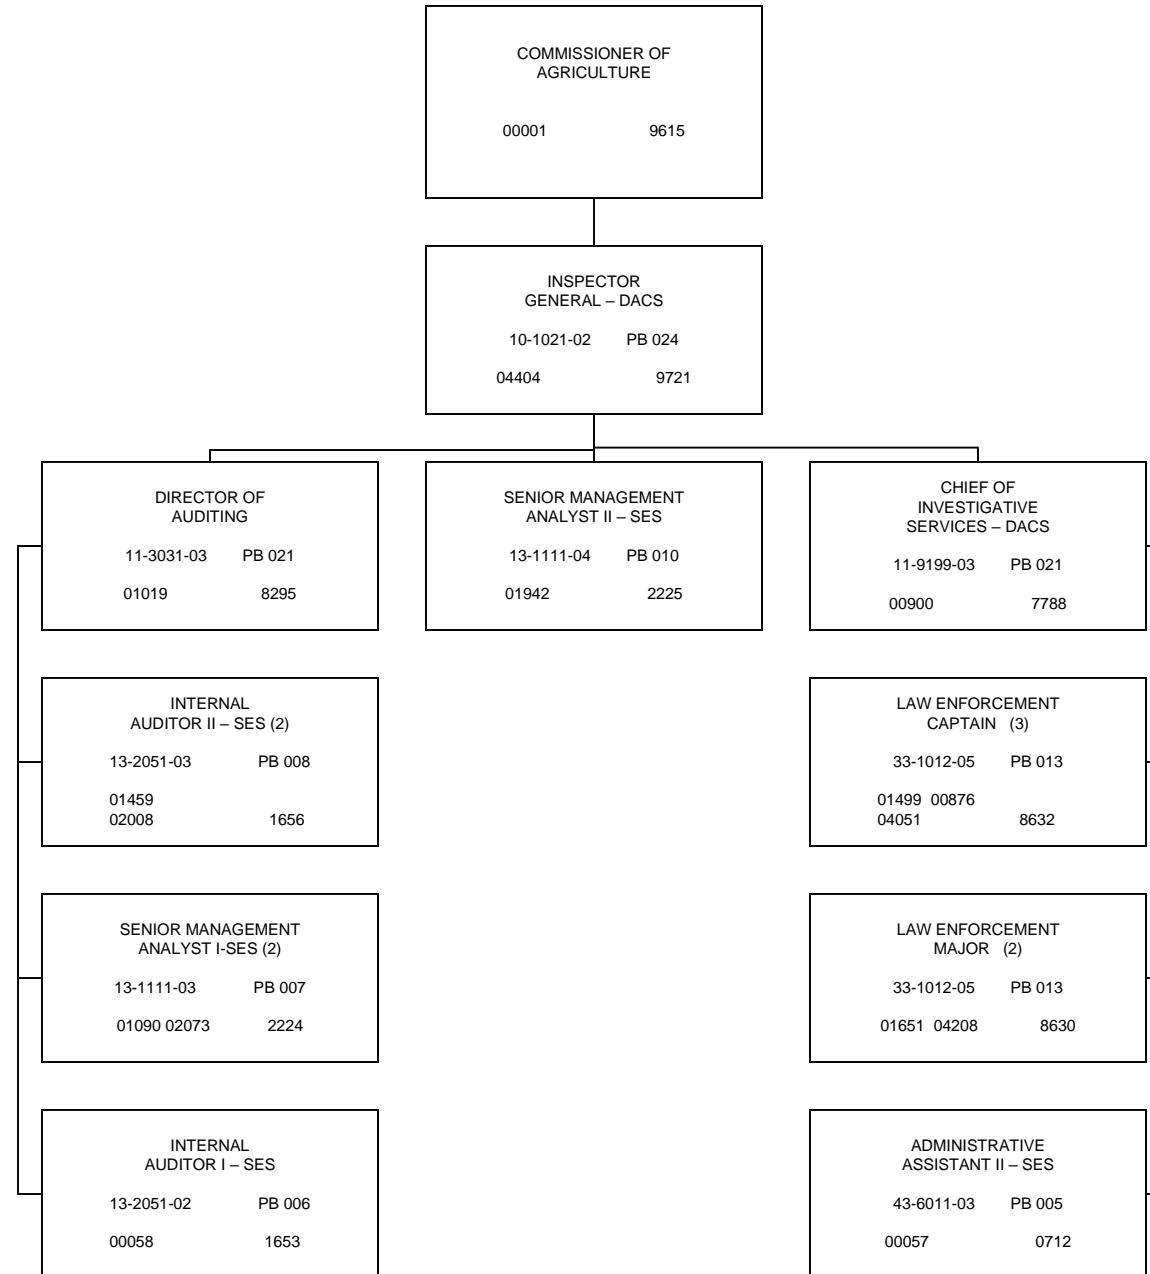 COMMISSIONER OF
AGRICULTURE
00001 9615
INSPECTOR
GENERAL – DACS
10-1021-02 PB 024
04404 9721
DIRECTOR OF
AUDITING
11-3031-03 PB 021
01019 8295
SENIOR MANAGEMENT
ANALYST II – SES
13-1111-04 PB 010
01942 2225
CHIEF OF
INVESTIGATIVE
SERVICES – DACS
11-9199-03 PB 021
00900 7788
INTERNAL
AUDITOR II – SES (2)
13-2051-03 PB 008
01459
02008 1656
LAW ENFORCEMENT
CAPTAIN (3)
33-1012-05 PB 013
01499 00876
04051 8632
SENIOR MANAGEMENT
ANALYST I-SES (2)
13-1111-03 PB 007
01090 02073 2224
LAW ENFORCEMENT
MAJOR (2)
33-1012-05 PB 013
01651 04208 8630
INTERNAL
AUDITOR I – SES
13-2051-02 PB 006
00058 1653
ADMINISTRATIVE
ASSISTANT II – SES
43-6011-03 PB 005
00057 0712